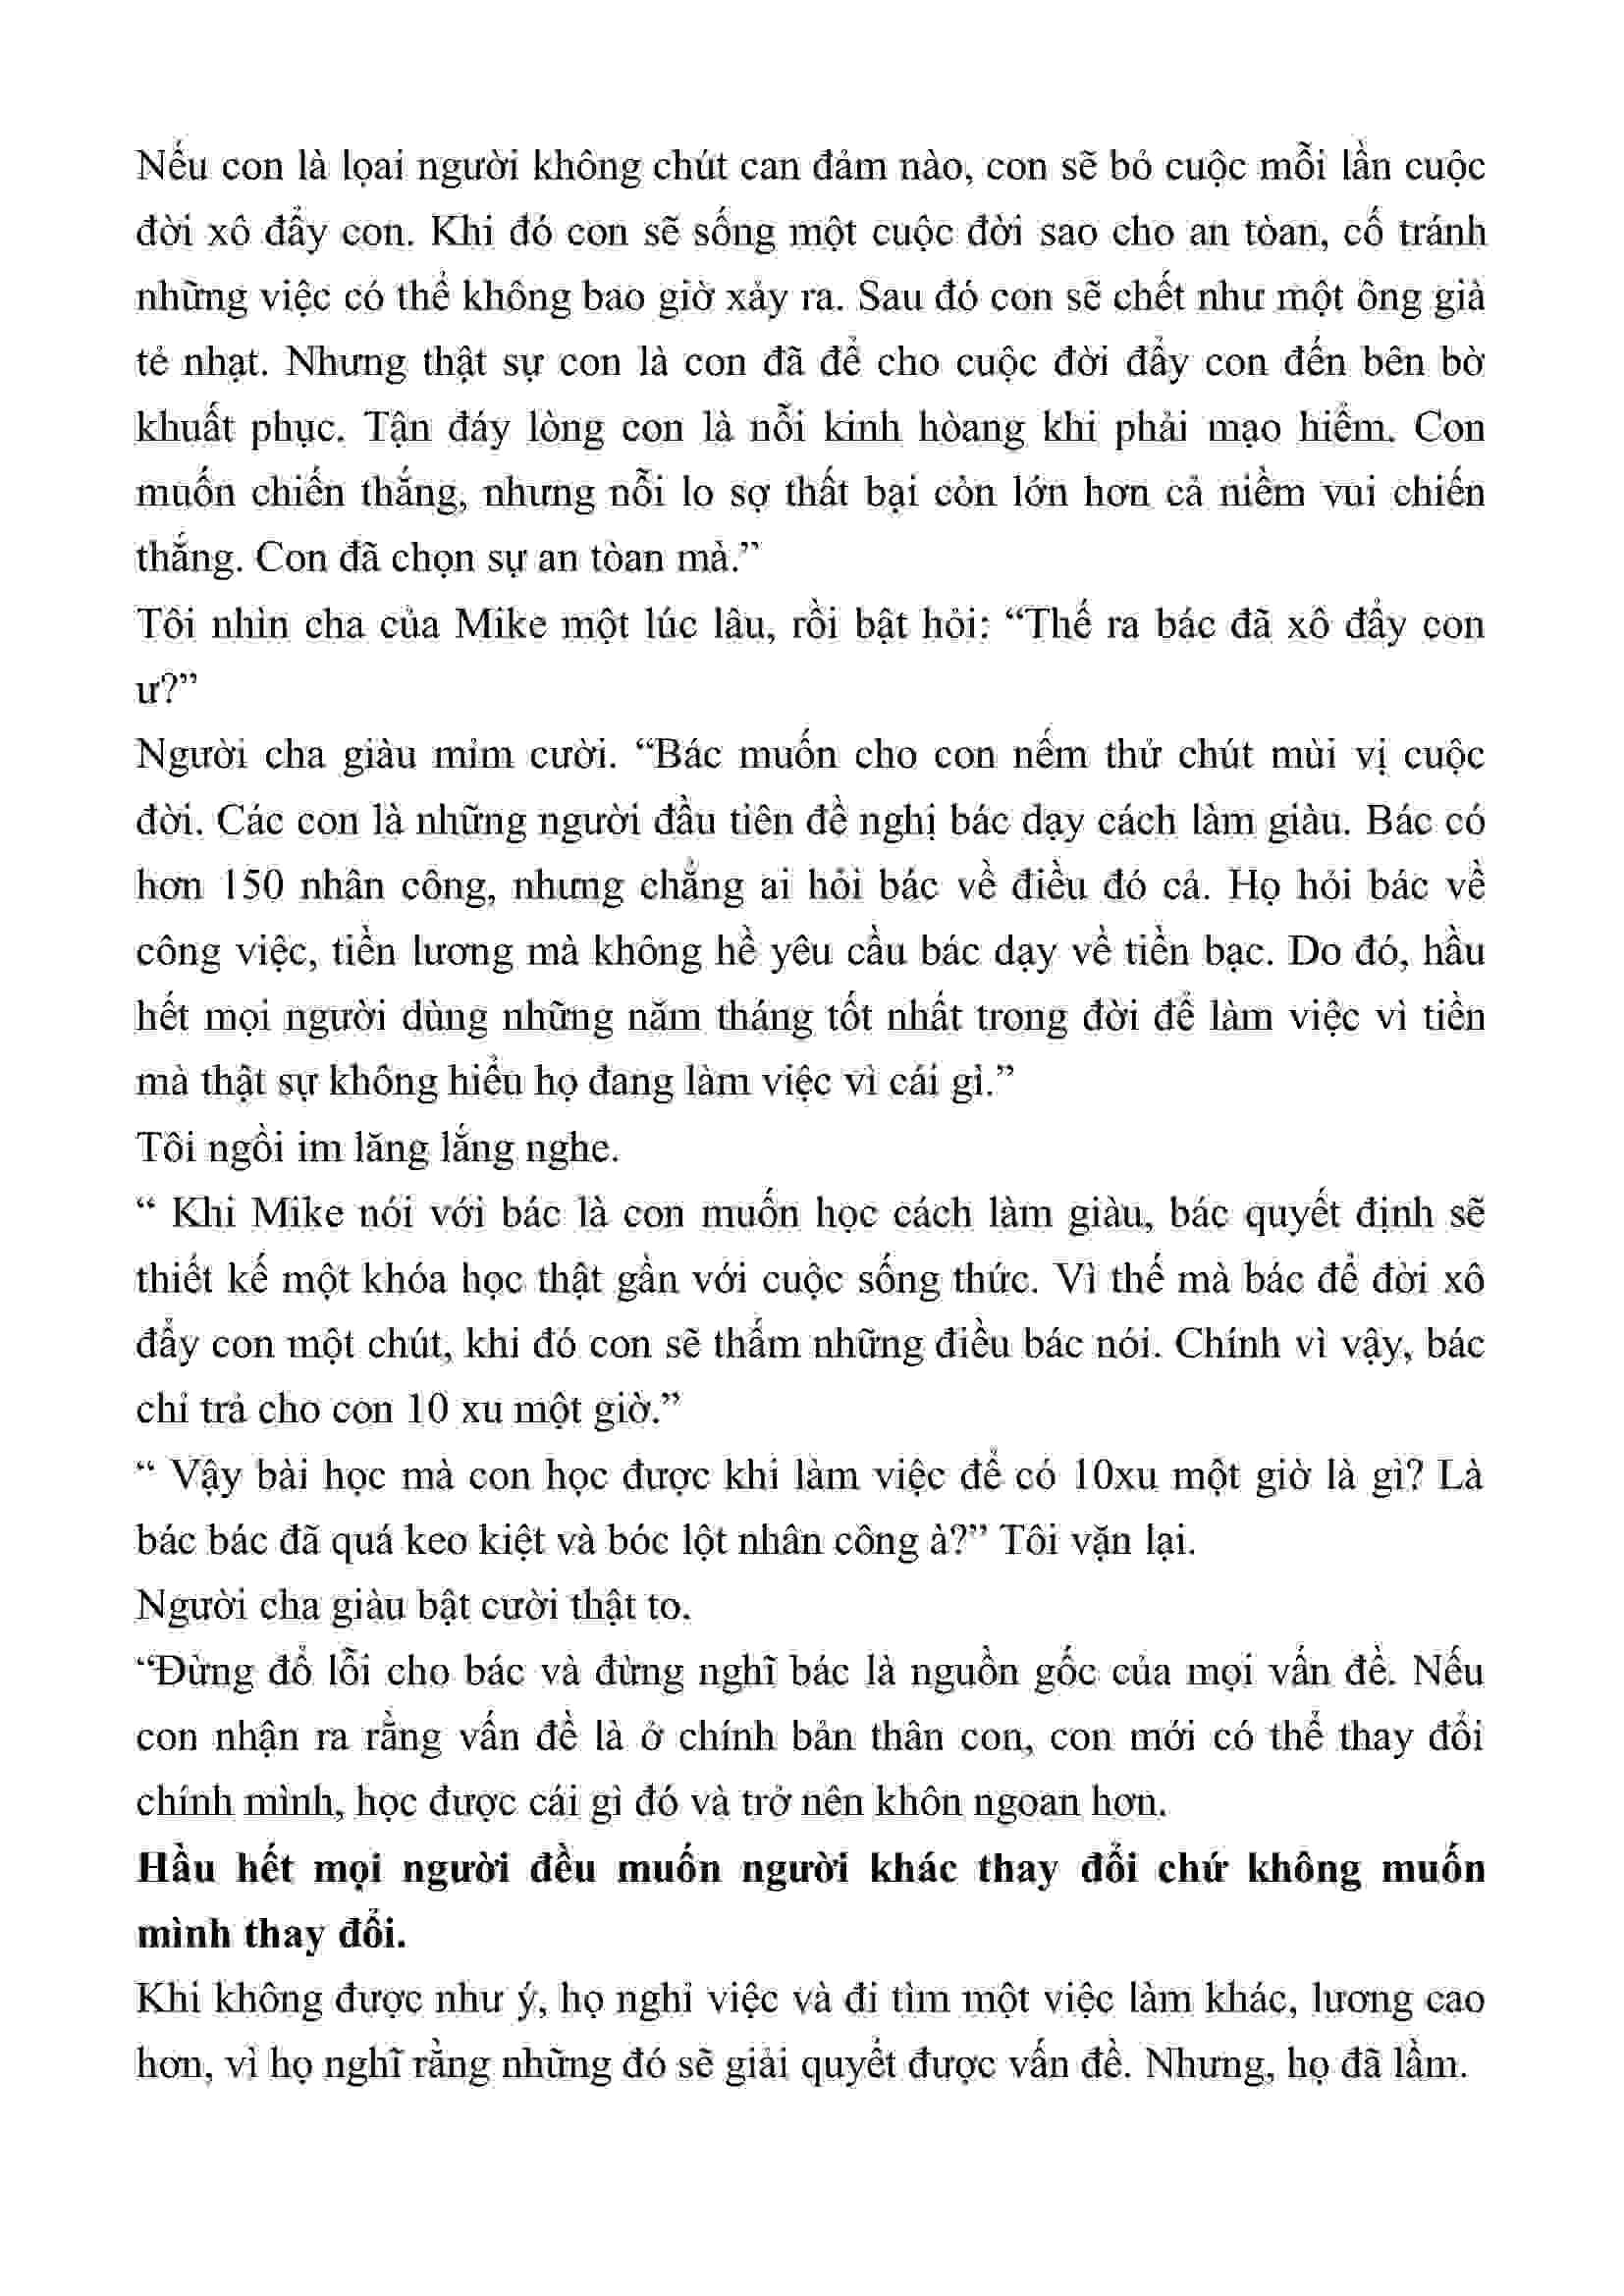 Nếu con là lọai người không chút can đảm nào, con sẽ bỏ cuộc mỗi lần cuộc
đời xô đẩy con. Khi đó con sẽ sống một cuộc đời sao cho an tòan, cố tránh
những việc có thể không bao giờ xảy ra. Sau đó con sẽ chết như một ông già
tẻ nhạt. Nhưng thật sự con là con đã để cho cuộc đời đẩy con đến bên bờ
khuất phục. Tận đáy lòng con là nỗi kinh hòang khi phải mạo hiểm. Con
muốn chiến thắng, nhưng nỗi lo sợ thất bại còn lớn hơn cả niềm vui chiến
thắng. Con đã chọn sự an tòan mà.”
Tôi nhìn cha của Mike một lúc lâu, rồi bật hỏi: “Thế ra bác đã xô đẩy con
ư?”
Người cha giàu mỉm cười. “Bác muốn cho con nếm thử chút mùi vị cuộc
đời. Các con là những người đầu tiên đề nghị bác dạy cách làm giàu. Bác có
hơn 150 nhân công, nhưng chẳng ai hỏi bác về điều đó cả. Họ hỏi bác về
công việc, tiền lương mà không hề yêu cầu bác dạy về tiền bạc. Do đó, hầu
hết mọi người dùng những năm tháng tốt nhất trong đời để làm việc vì tiền
mà thật sự không hiểu họ đang làm việc vì cái gì.”
Tôi ngồi im lăng lắng nghe.
“ Khi Mike nói với bác là con muốn học cách làm giàu, bác quyết định sẽ
thiết kế một khóa học thật gần với cuộc sống thức. Vì thế mà bác để đời xô
đẩy con một chút, khi đó con sẽ thấm những điều bác nói. Chính vì vậy, bác
chỉ trả cho con 10 xu một giờ.”
“ Vậy bài học mà con học được khi làm việc để có 10xu một giờ là gì? Là
bác bác đã quá keo kiệt và bóc lột nhân công à?” Tôi vặn lại.
Người cha giàu bật cười thật to.
“Đừng đổ lỗi cho bác và đừng nghĩ bác là nguồn gốc của mọi vấn đề. Nếu
con nhận ra rằng vấn đề là ở chính bản thân con, con mới có thể thay đổi
chính mình, học được cái gì đó và trở nên khôn ngoan hơn.
Hầu hết mọi người đều muốn người khác thay đổi chứ không muốn
mình thay đổi.
Khi không được như ý, họ nghỉ việc và đi tìm một việc làm khác, lương cao
hơn, vì họ nghĩ rằng những đó sẽ giải quyết được vấn đề. Nhưng, họ đã lầm.